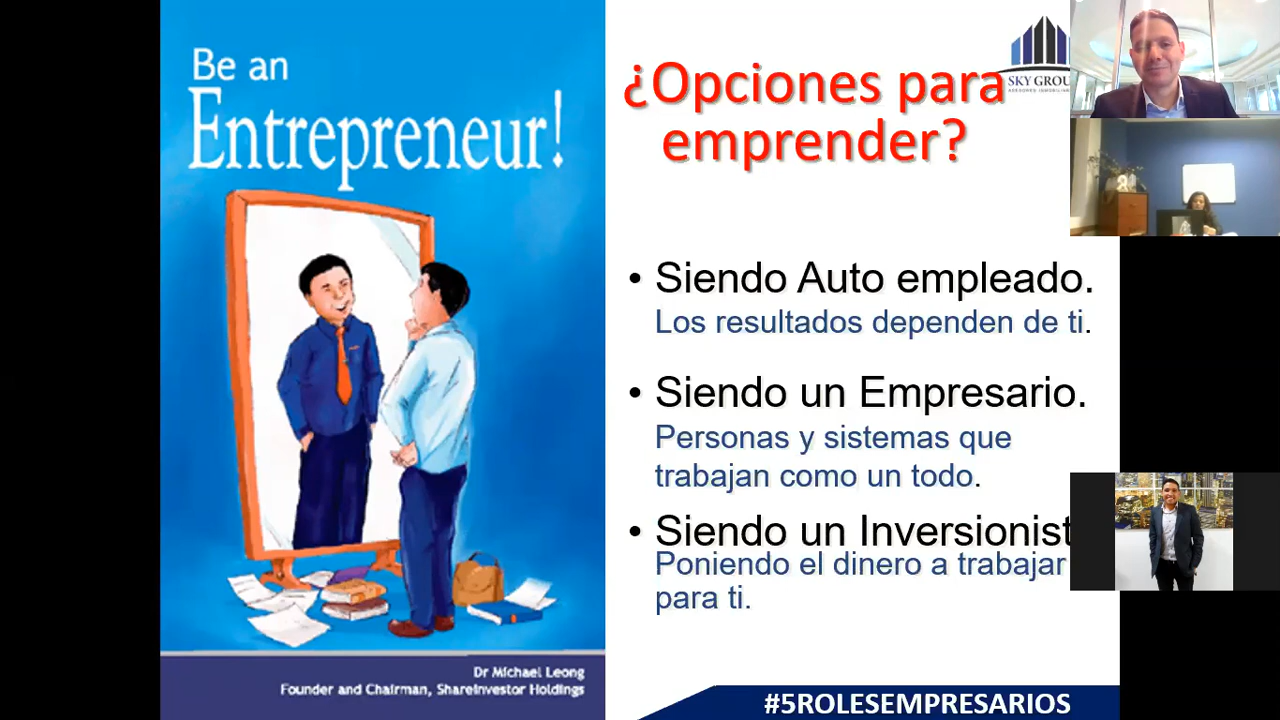 Be an
Entrepreneur!
Dr Michael Leong
Founder and Chairman, ShareInvestor Holdings
SKY GROU
¿Opciones para
emprender?
• Siendo Auto empleado.
Los resultados dependen de ti.
• Siendo un Empresario.
Personas y sistemas que
trabajan como un todo.
• Siendo un Inversionist
Poniendo el dinero a trabajar
para ti.
#5ROLESEMPRESARIOS